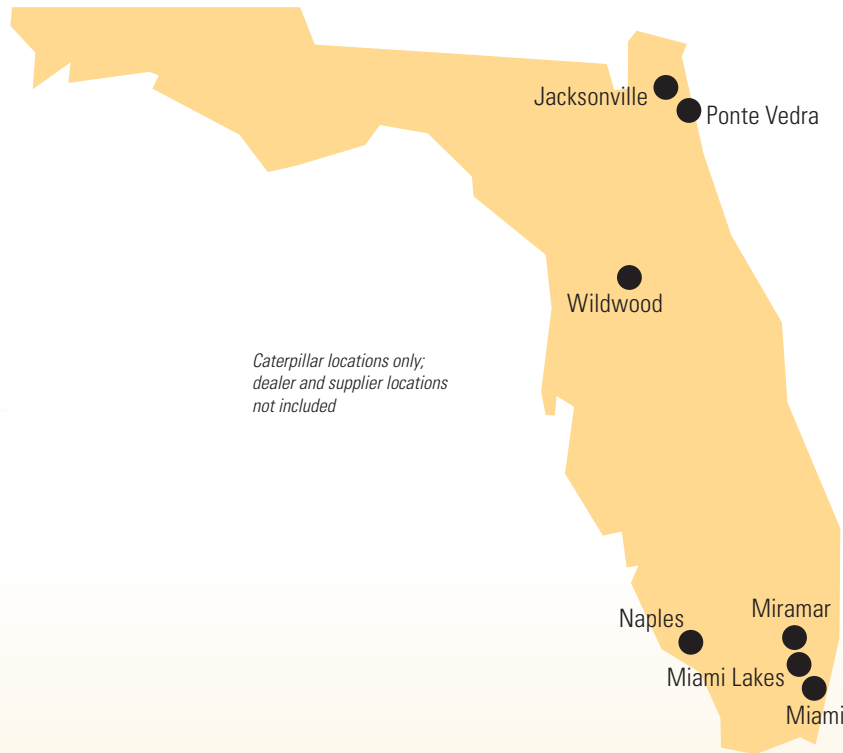 Jacksonville
Ponte Vedra
Wildwood
Caterpillar locations only;
dealer and supplier locations
not included
Naples
Miramar
Miami Lakes
Miami